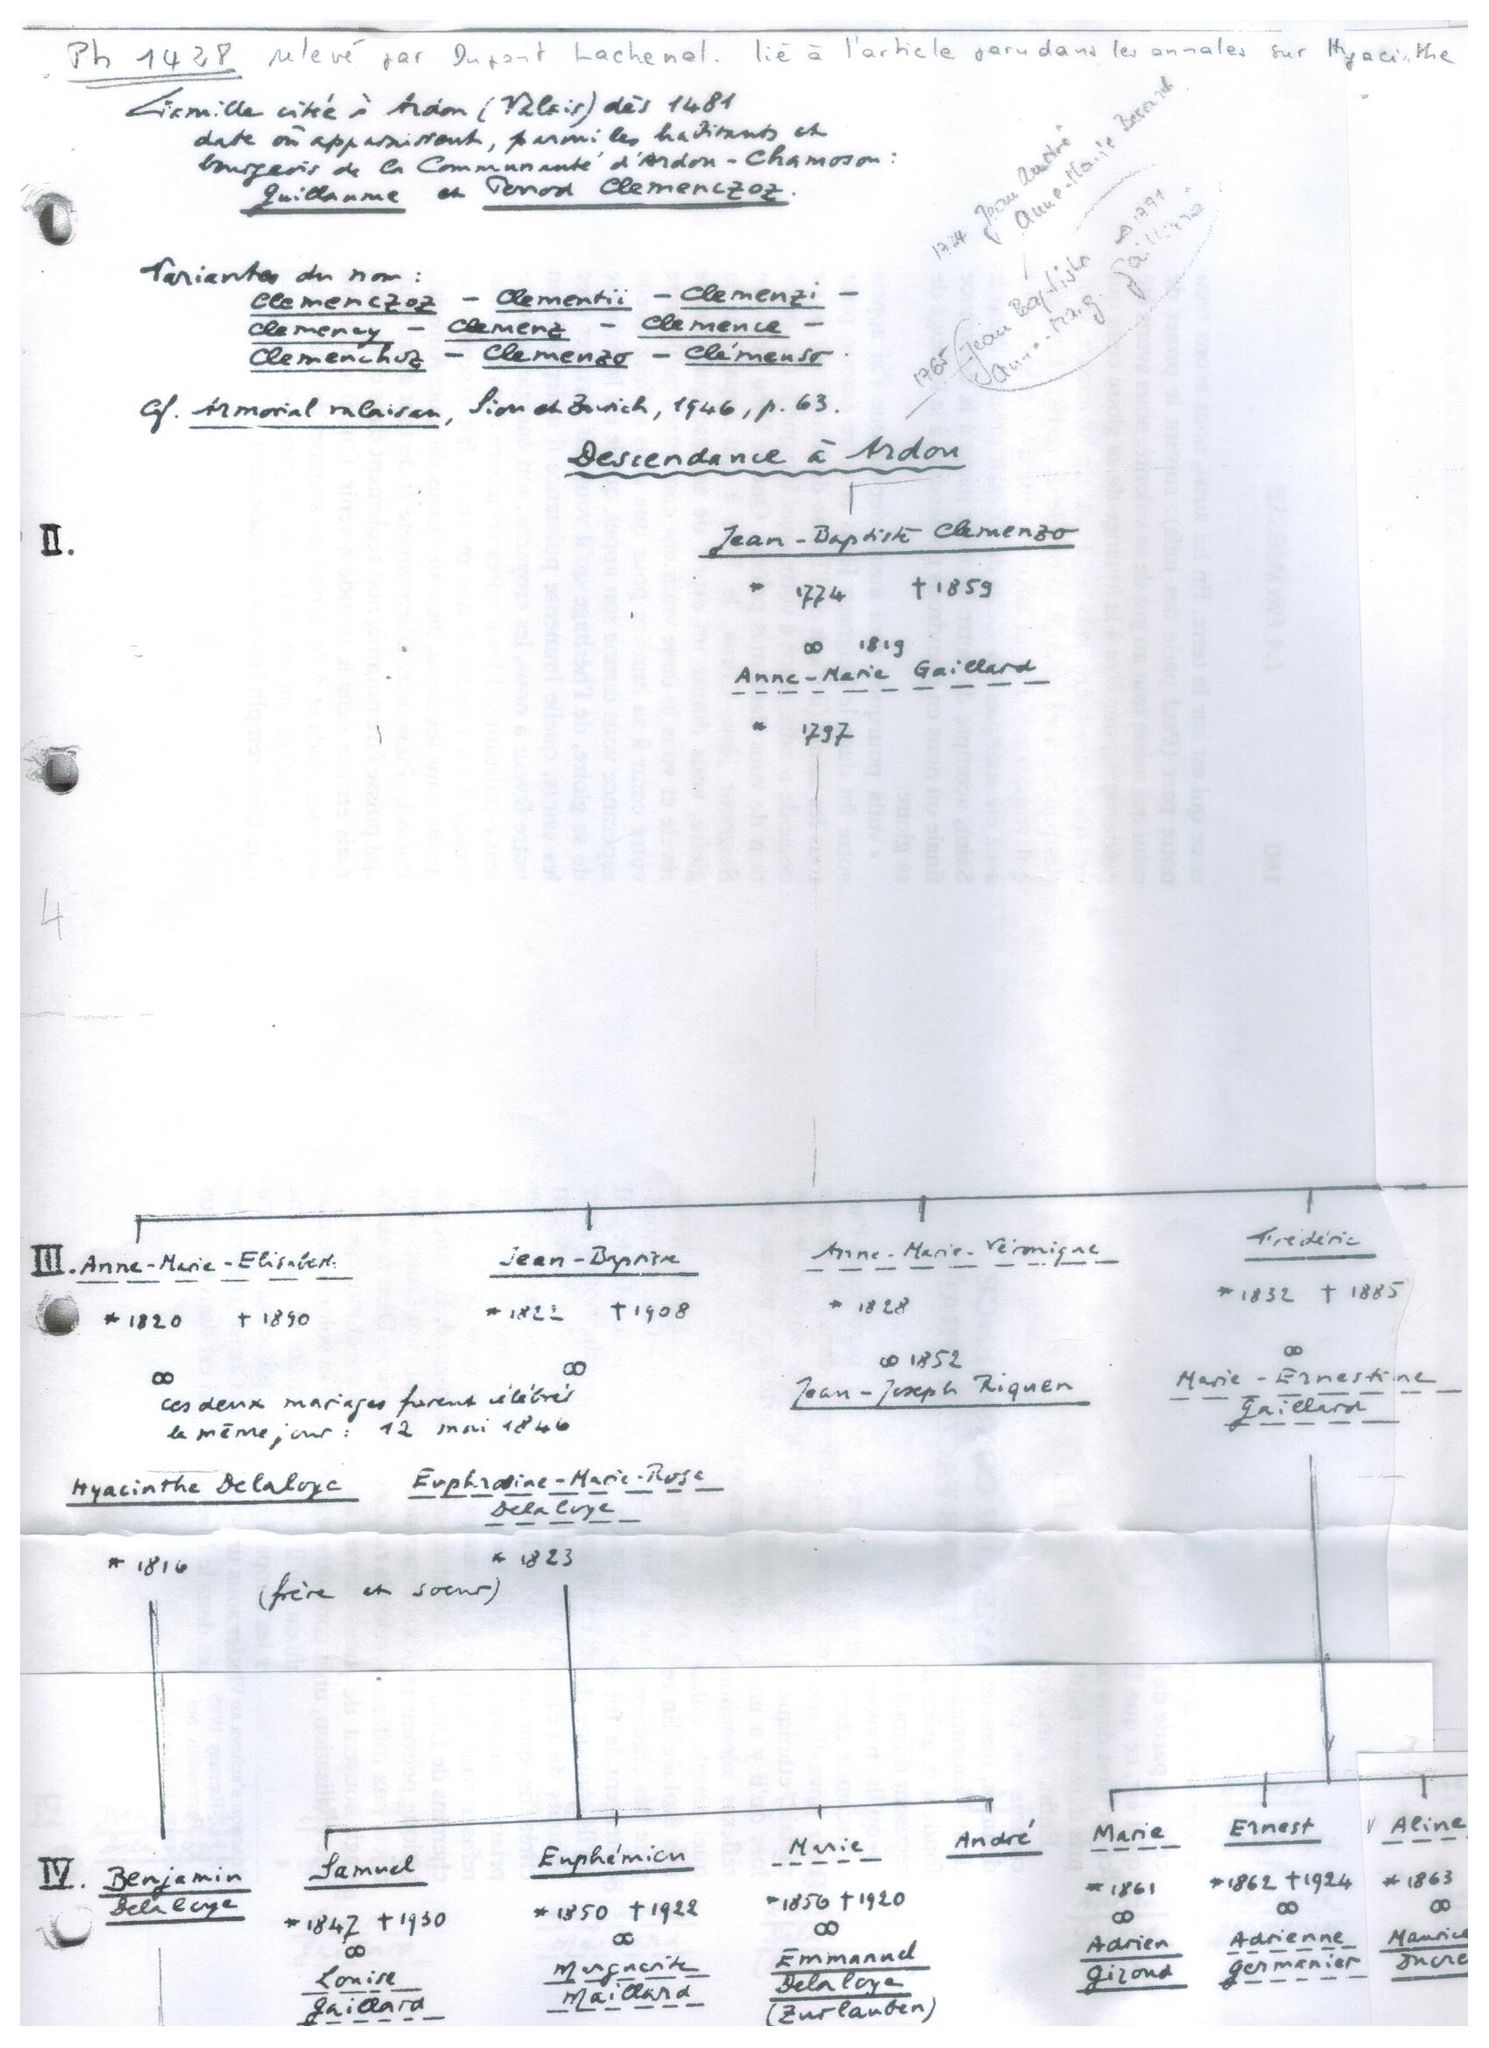 Ph 1428 relevé par Dupont Lachenal. lié à l'article paru dans les annales sur Hyacinthe
Famille citée à Ardon (Valais) dès 1481
date où apparaissent, parmi les habitants et
bourgeois de la Communauté d'Ardon-Chamoson:
Guillaume et Perrod Clemenczoz.
1734 Jean
Anne-Marie
1765 Jean Baptiste
Anne-Marg. Gaillard
Variantes du nom:
Clemenczoz - Clementii - Clemenzi -
Clemency - Clemenz - Clemence -
Clemenchoz - Clemenzo - Clémenso.
Cf. Armorial valaisan, Sion et Zurich, 1946, p. 63.
Descendance à Ardon
II.
Jean-Baptiste Clemenzo
* 1774 † 1859
∞ 1819
Anne-Marie Gaillard
* 1797
4
III. Anne-Marie-Elisabeth Jean-Baptiste Anne-Marie-Véronique Frédéric
* 1820 † 1890 * 1822 † 1908 * 1828 * 1832 † 1885
∞ ∞ ∞ 1852 ∞
ces deux mariages furent célébrés Jean-Joseph Riquen Marie-Ernestine
le même jour: 12 mai 1846 Gaillard
Hyacinthe Delaloye Euphrosine-Marie-Rose
Delaloye
* 1816 * 1823
(frère et soeur)
IV. Benjamin Samuel Euphémien Marie André Marie Ernest Aline
Delaloye * 1847 † 1930 * 1850 † 1922 * 1856 † 1920 * 1861 * 1862 † 1924 * 1863
∞ ∞ ∞ ∞ ∞ ∞
Louise Marguerite Emmanuel Adrien Adrienne Maurice
Gaillard Maillard Delaloye Giroud Germanier
(Zurlauben)